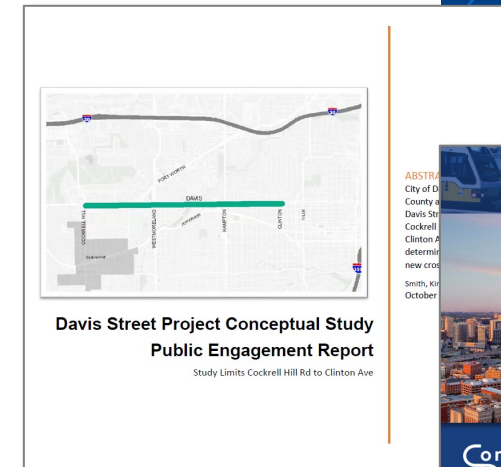 30
30
FORT WORTH
DAVIS
COCKRELL HILL
WESTMORELAND
JEFFERSON
HAMPTON
CLINTON
TYLER
Davis Street Project Conceptual Study
Public Engagement Report
Study Limits Cockrell Hill Rd to Clinton Ave
ABSTRA
City of D
County a
Davis Str
Cockrell
Clinton A
determin
new cros
Smith, Kir
October